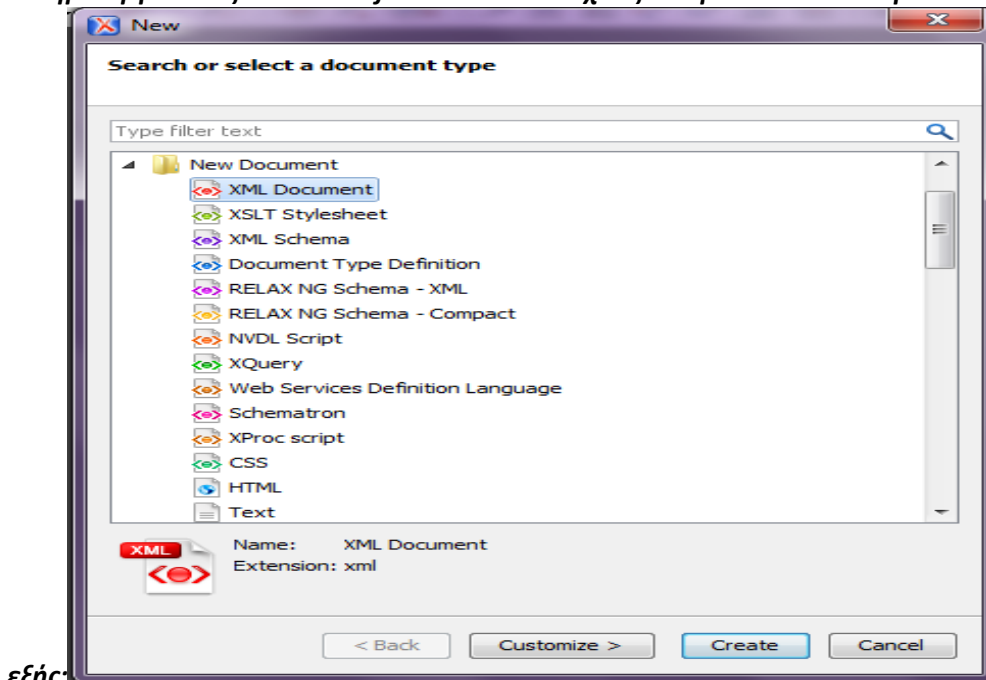 New
Search or select a document type
Type filter text
New Document
XML Document
XSLT Stylesheet
XML Schema
Document Type Definition
RELAX NG Schema - XML
RELAX NG Schema - Compact
NVDL Script
XQuery
Web Services Definition Language
Schematron
XProc script
CSS
HTML
Text
XML
Name: XML Document
Extension: xml
< Back Customize > Create Cancel
εξής: